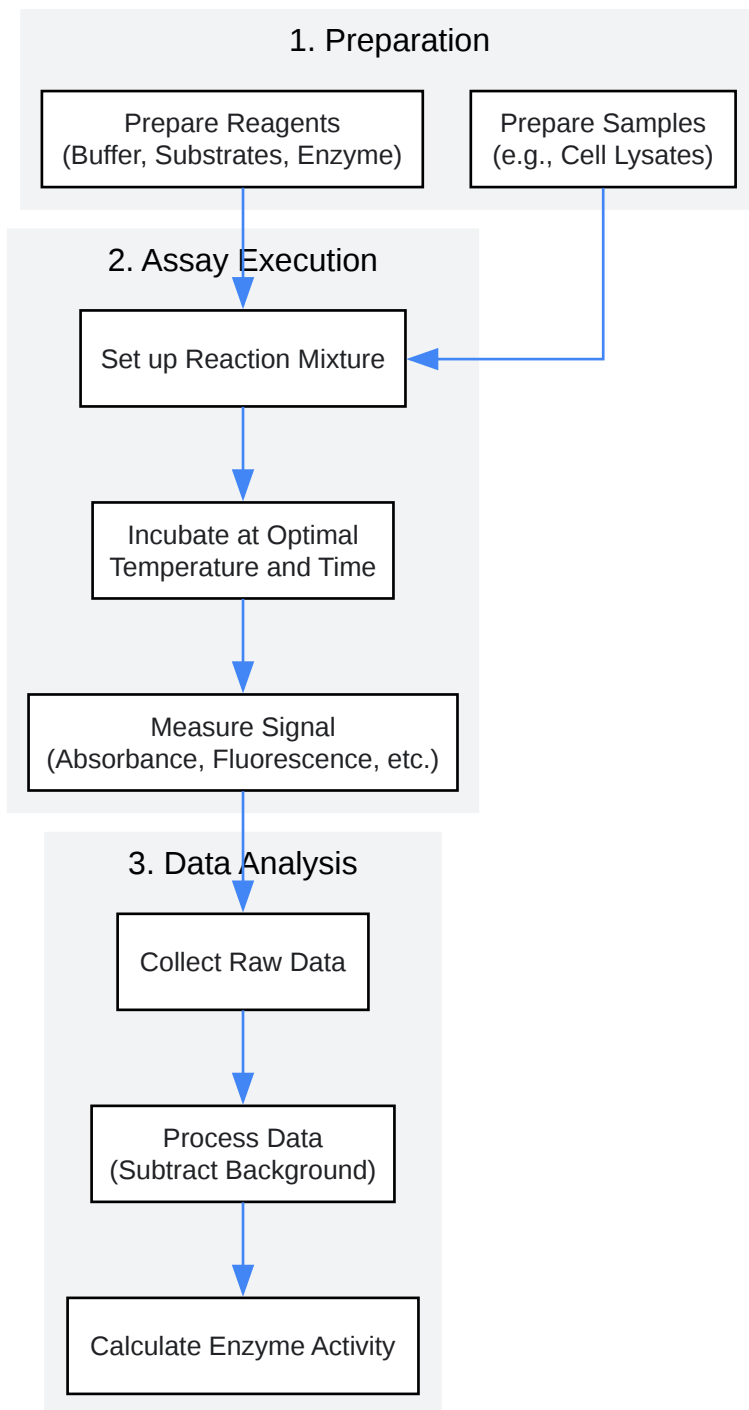 1. Preparation
Prepare Reagents
(Buffer, Substrates, Enzyme)
Prepare Samples
(e.g., Cell Lysates)
2. Assay Execution
Set up Reaction Mixture
Incubate at Optimal
Temperature and Time
Measure Signal
(Absorbance, Fluorescence, etc.)
3. Data Analysis
Collect Raw Data
Process Data
(Subtract Background)
Calculate Enzyme Activity